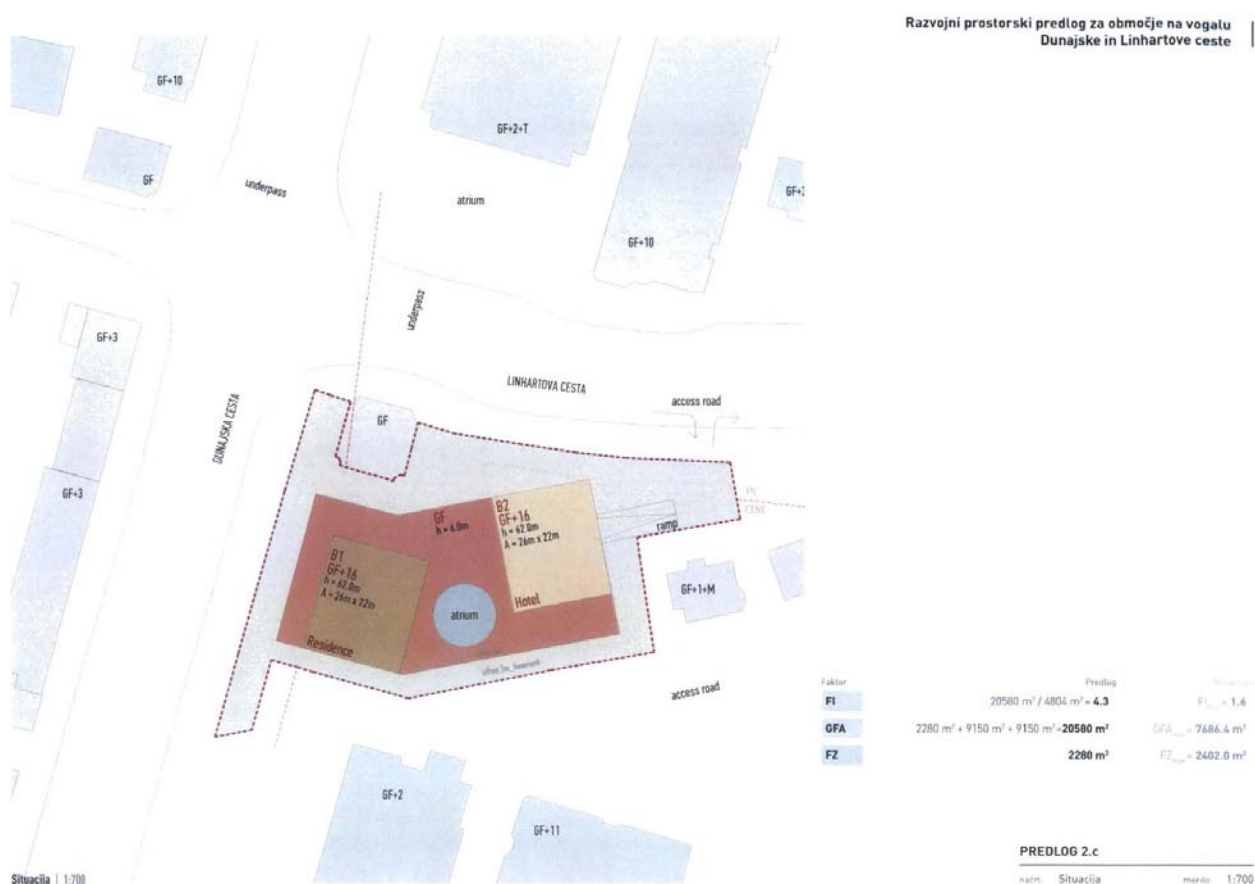 Razvojni prostorski predlog za območje na vogalu
Dunajske in Linhartove ceste
GF+10
GF+2+T
GF
underpass
atrium
GF+10
underpass
GF+3
LINHARTOVA CESTA
access road
DUNAJSKA CESTA
GF
GF+3
GF
h = 6.0m
B2
GF+16
h = 62.0m
A = 26m x 22m
ramp
B1
GF+16
h = 62.0m
A = 26m x 22m
GF+1+M
Hotel
atrium
Residence
access road
Faktor
Predlog
FI
20580 m² / 4804 m² = 4.3
= 1.6
GFA
2280 m² + 9150 m² + 9150 m² =20580 m²
= 7686.4 m²
FZ
2280 m²
= 2402.0 m²
GF+2
GF+11
PREDLOG 2.c
načrt: Situacija
merilo: 1:700
Situacija | 1:700